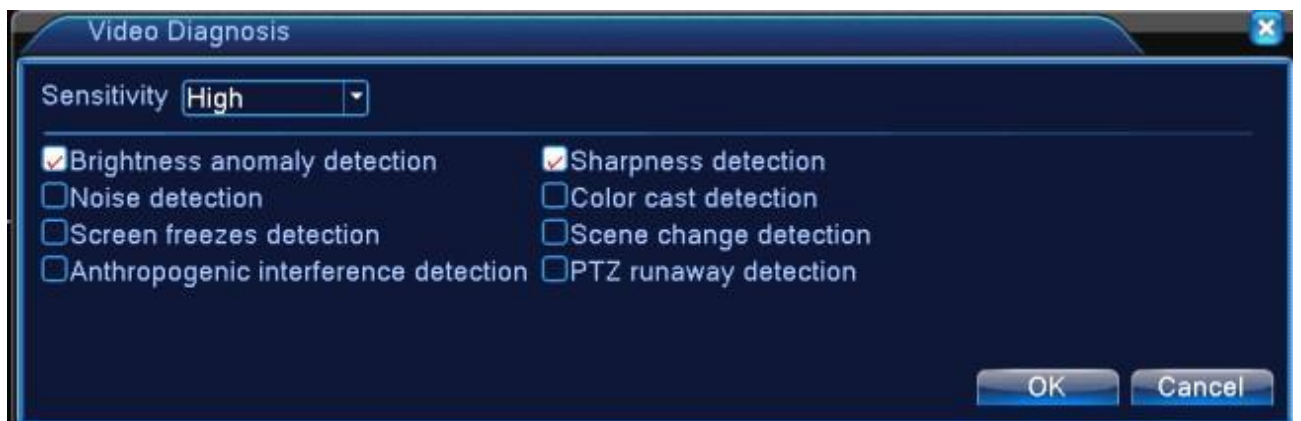 Video Diagnosis
Sensitivity High
Brightness anomaly detection Sharpness detection
Noise detection Color cast detection
Screen freezes detection Scene change detection
Anthropogenic interference detection PTZ runaway detection
OK Cancel